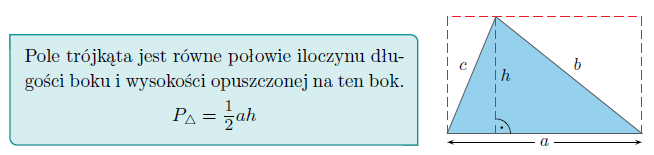 Pole trójkąta jest równe połowie iloczynu dłu-
gości boku i wysokości opuszczonej na ten bok.
P△ = 1/2 ah
c
h
b
a